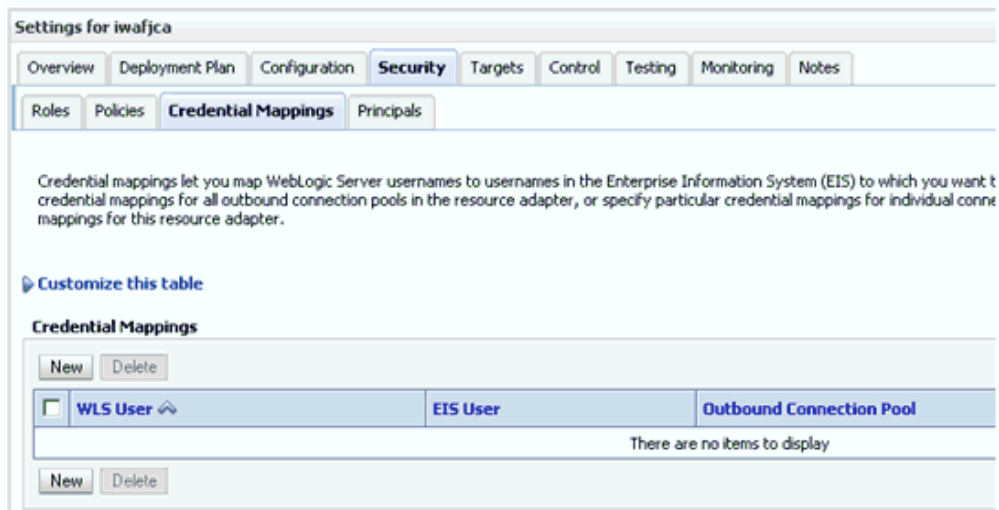 Settings for iwafjca
Overview Deployment Plan Configuration Security Targets Control Testing Monitoring Notes
Roles Policies Credential Mappings Principals
Credential mappings let you map WebLogic Server usernames to usernames in the Enterprise Information System (EIS) to which you want
credential mappings for all outbound connection pools in the resource adapter, or specify particular credential mappings for individual
mappings for this resource adapter.
Customize this table
Credential Mappings
New Delete
WLS User EIS User Outbound Connection Pool
There are no items to display
New Delete